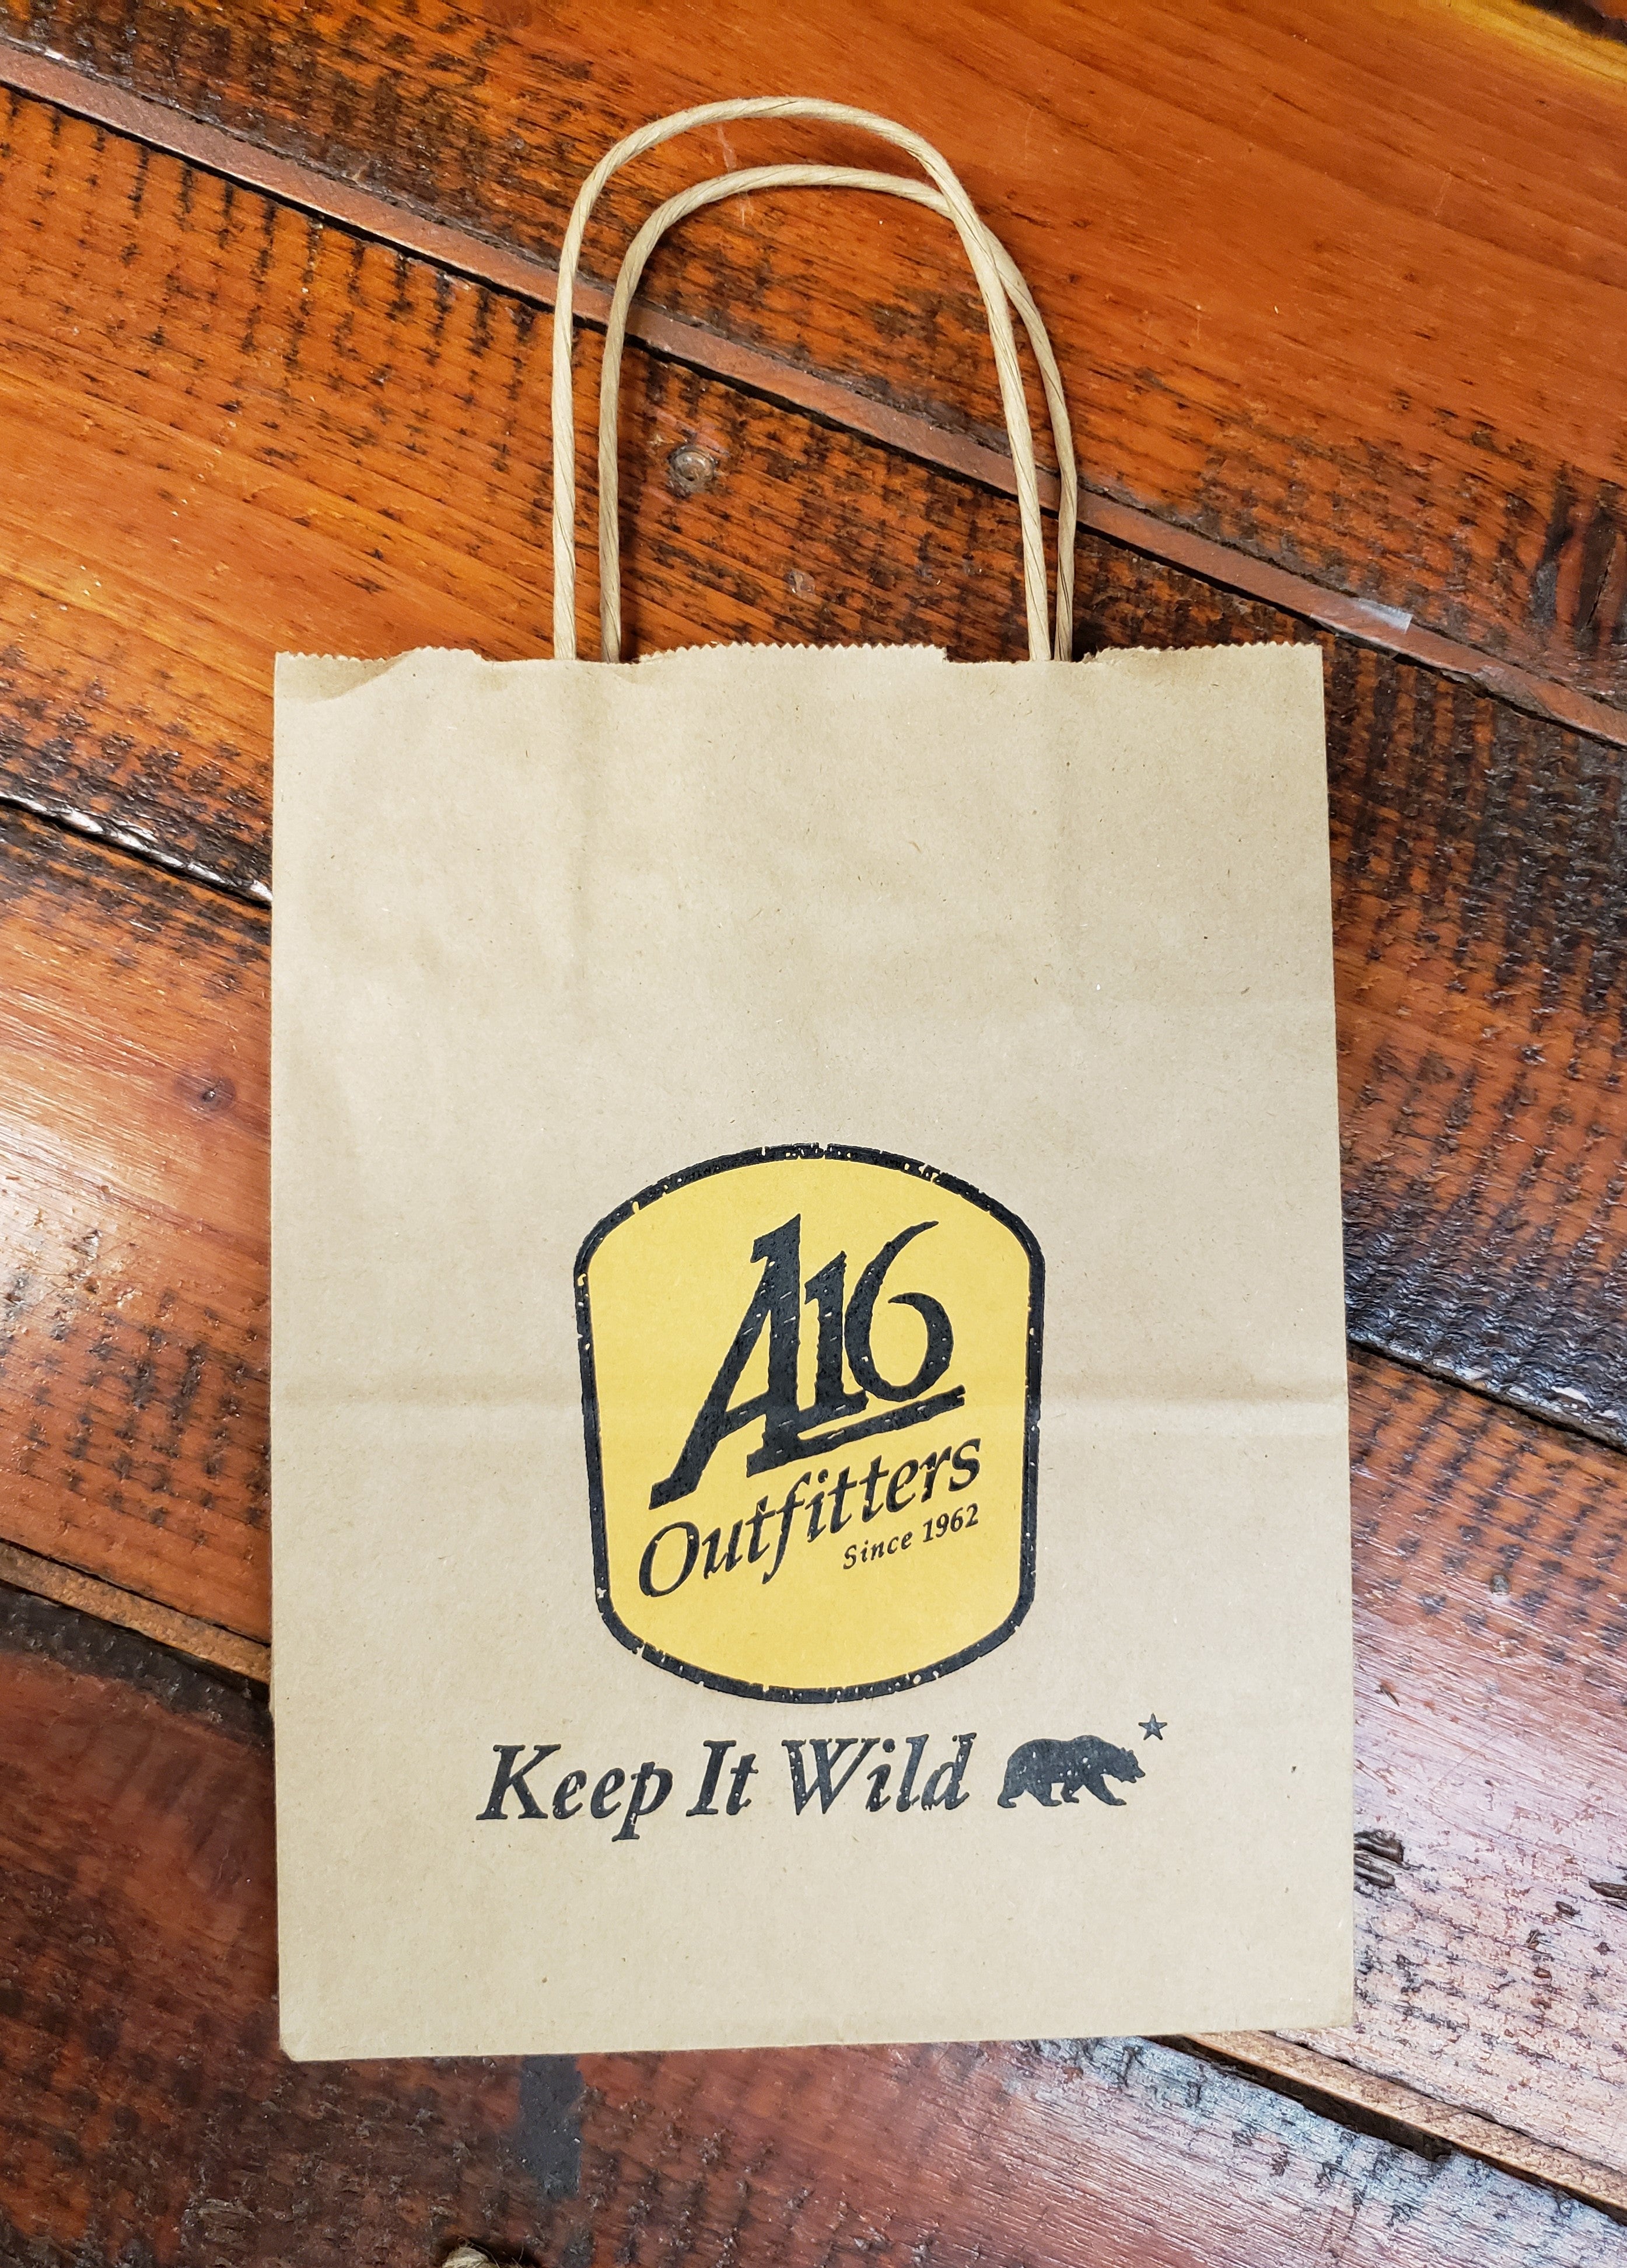 A16
Outfitters
Since 1962
Keep It Wild